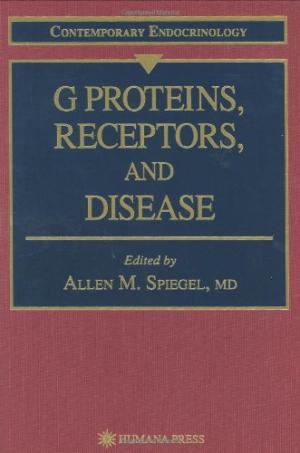 CONTEMPORARY ENDOCRINOLOGY
G PROTEINS,
RECEPTORS,
AND
DISEASE
Edited by
ALLEN M. SPIEGEL, MD
HUMANA PRESS